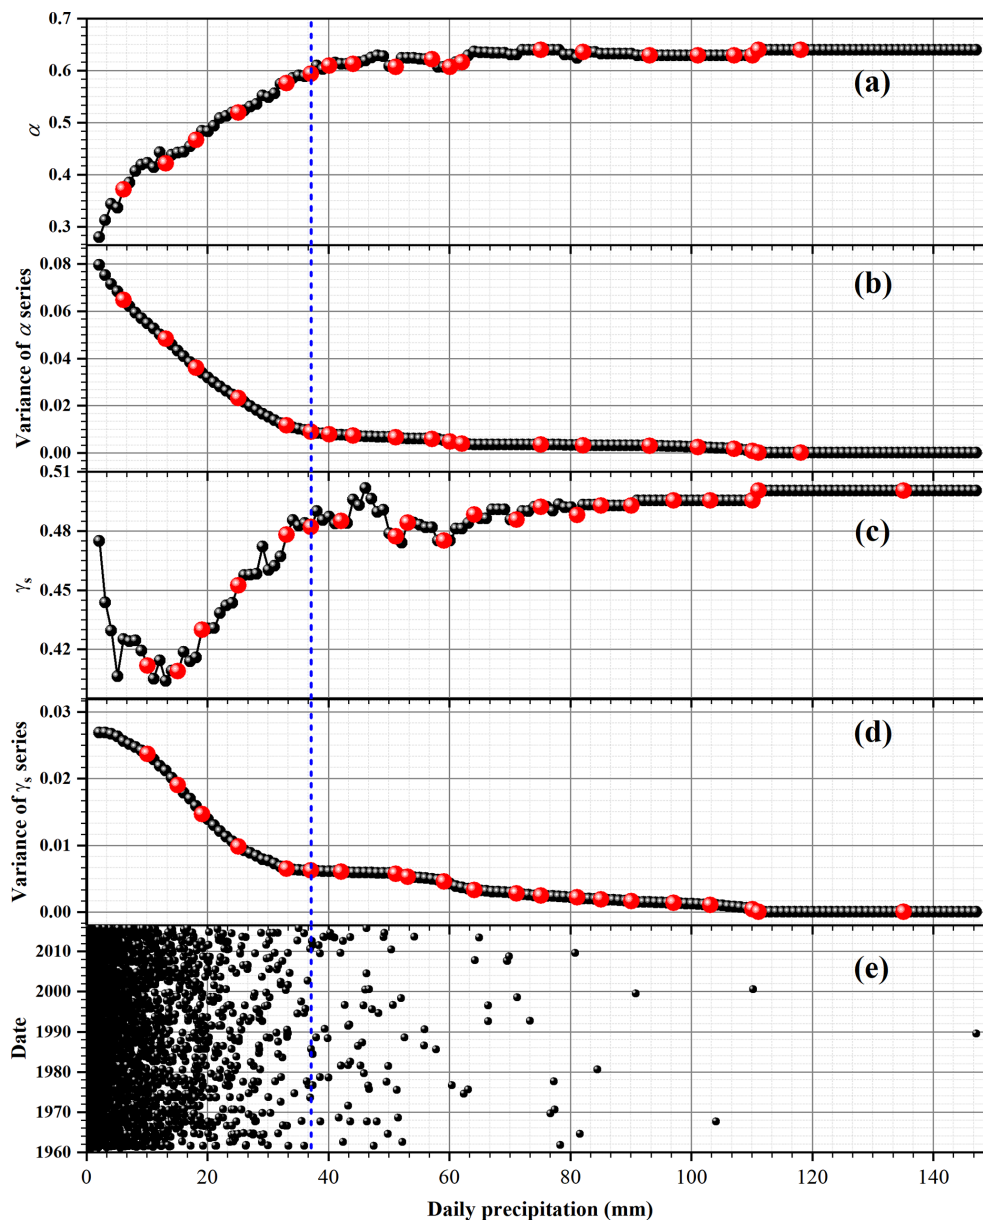 0.7
0.6
0.5
0.4
0.3
α
(a)
0.08
0.06
0.04
0.02
0.00
Variance of α series
(b)
0.51
0.48
0.45
0.42
γs
(c)
0.03
0.02
0.01
0.00
Variance of γs series
(d)
2010
2000
1990
1980
1970
1960
Date
(e)
0 20 40 60 80 100 120 140
Daily precipitation (mm)